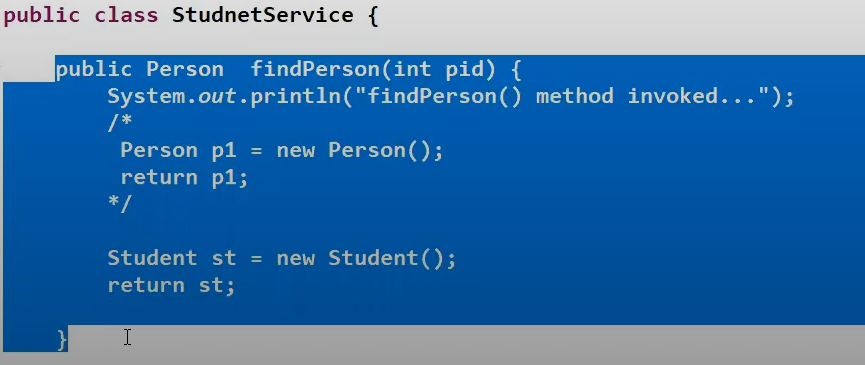 public class StudnetService {
public Person  findPerson(int pid) {
System.out.println("findPerson() method invoked...");
/*
Person p1 = new Person();
return p1;
*/
Student st = new Student();
return st;
}